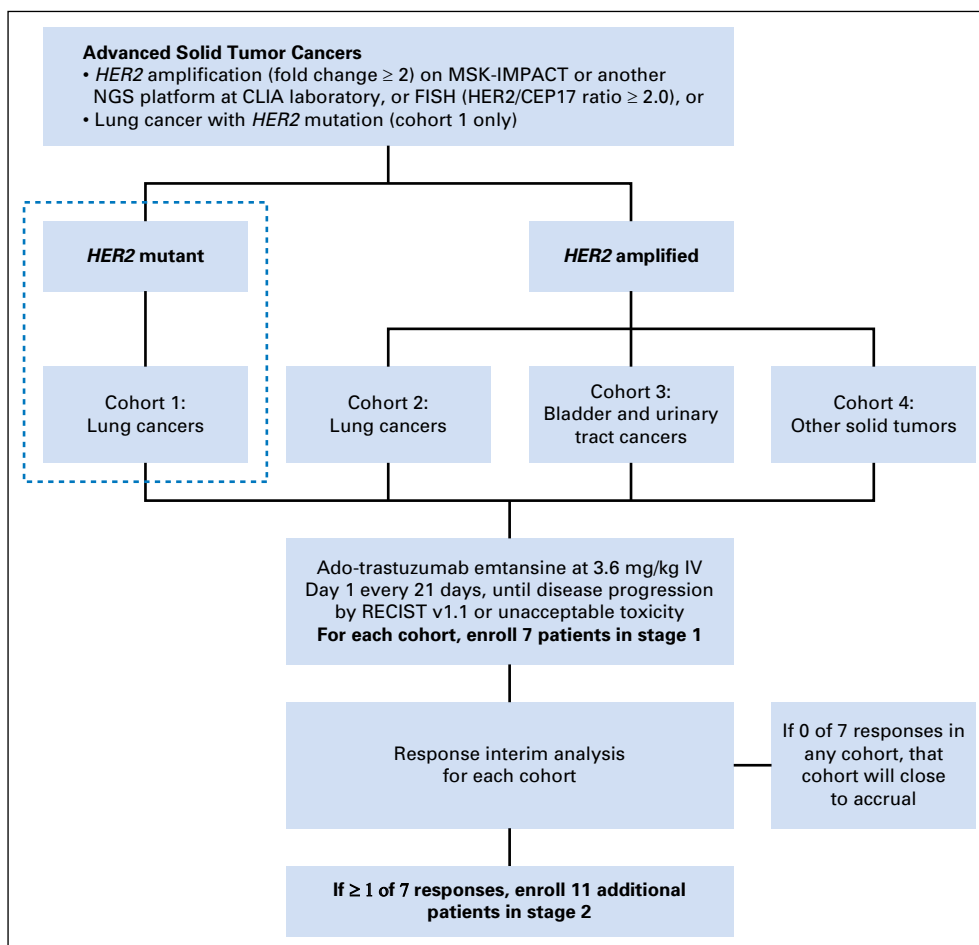 Advanced Solid Tumor Cancers
• HER2 amplification (fold change ≥ 2) on MSK-IMPACT or another
NGS platform at CLIA laboratory, or FISH (HER2/CEP17 ratio ≥ 2.0), or
• Lung cancer with HER2 mutation (cohort 1 only)
HER2 mutant
HER2 amplified
Cohort 1:
Lung cancers
Cohort 2:
Lung cancers
Cohort 3:
Bladder and urinary
tract cancers
Cohort 4:
Other solid tumors
Ado-trastuzumab emtansine at 3.6 mg/kg IV
Day 1 every 21 days, until disease progression
by RECIST v1.1 or unacceptable toxicity
For each cohort, enroll 7 patients in stage 1
Response interim analysis
for each cohort
If 0 of 7 responses in
any cohort, that
cohort will close
to accrual
If ≥ 1 of 7 responses, enroll 11 additional
patients in stage 2